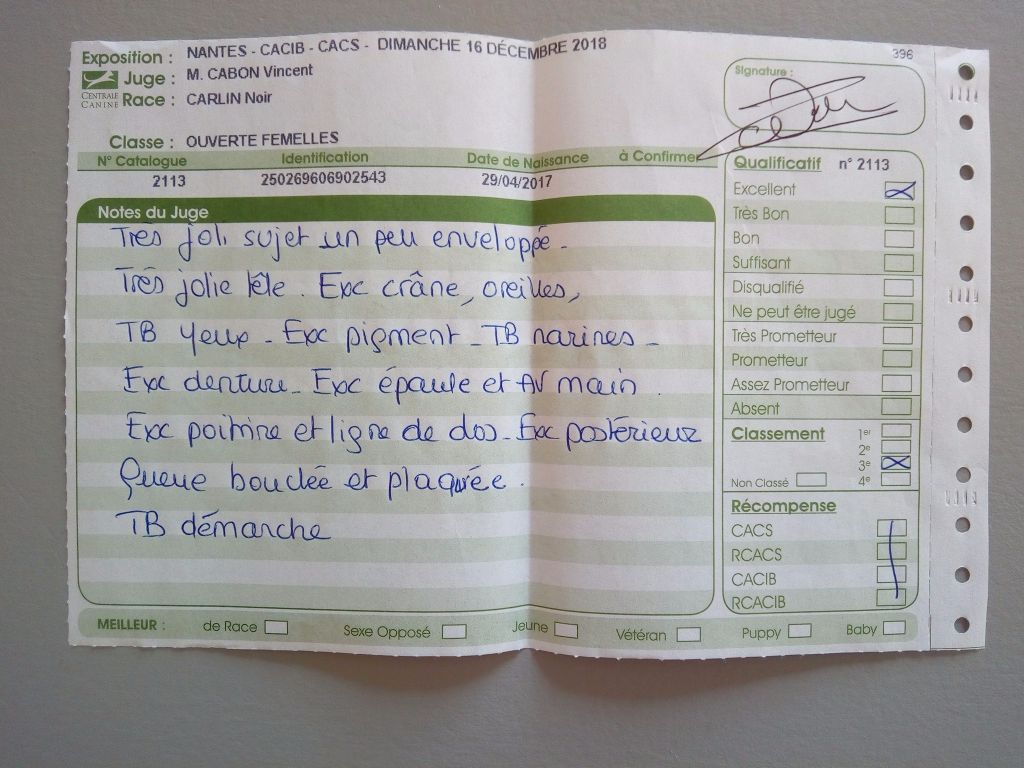 Exposition : NANTES - CACIB - CACS - DIMANCHE 16 DÉCEMBRE 2018
396
Juge : M. CABON Vincent
CENTRALE CANINE
Race : CARLIN Noir
Signature :
Classe : OUVERTE FEMELLES
N° Catalogue Identification Date de Naissance à Confirmer
2113 250269606902543 29/04/2017
Notes du Juge
Très joli sujet un peu enveloppé -
Très jolie tête . Exc crâne, oreilles,
TB yeux - Exc pigment - TB narines -
Exc denture - Exc épaule et AV main .
Exc poitrine et ligne de dos - Exc postérieur
Queue bouclée et plaquée .
TB démarche
Qualificatif n° 2113
Excellent
Très Bon
Bon
Suffisant
Disqualifié
Ne peut être jugé
Très Prometteur
Prometteur
Assez Prometteur
Absent
Classement 1er
2e
3e
Non Classé 4e
Récompense
CACS
RCACS
CACIB
RCACIB
MEILLEUR : de Race Sexe Opposé Jeune Vétéran Puppy Baby